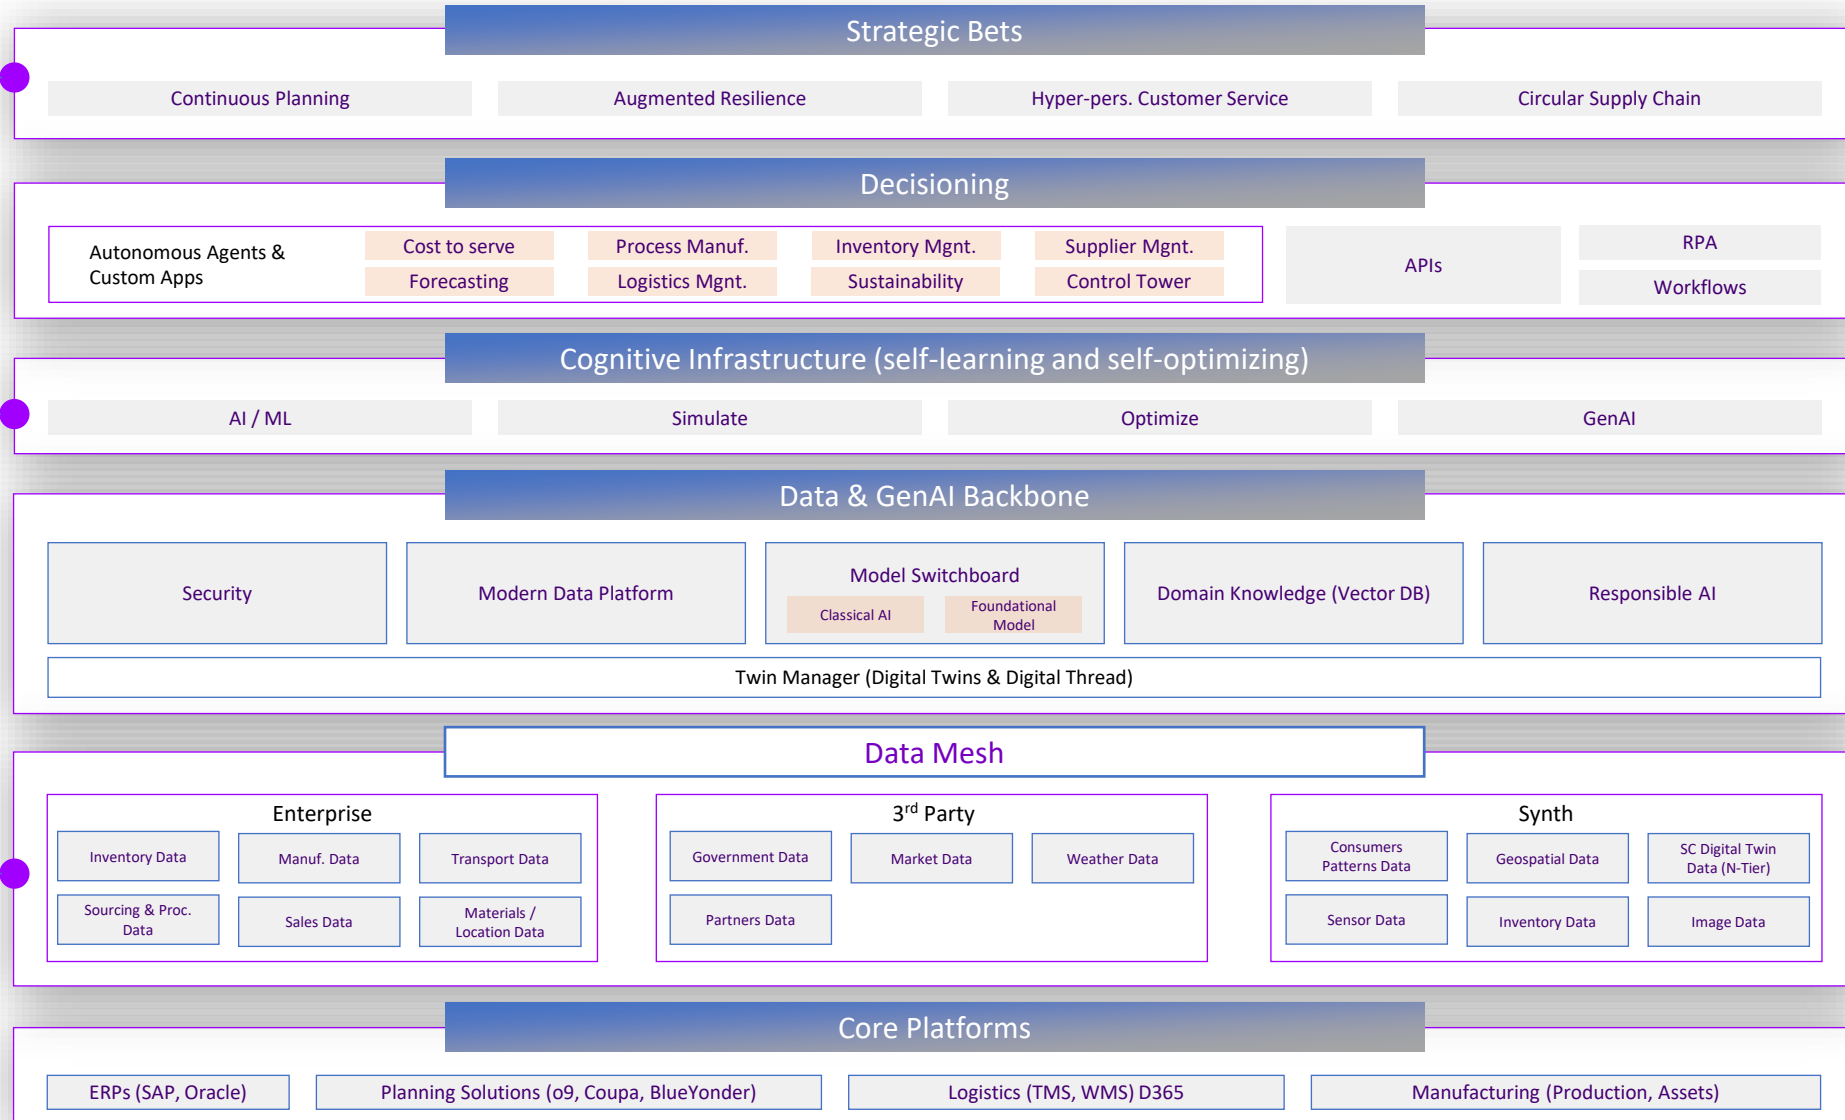 Strategic Bets
Continuous Planning
Augmented Resilience
Hyper-pers. Customer Service
Circular Supply Chain
Decisioning
Autonomous Agents &
Custom Apps
Cost to serve
Process Manuf.
Inventory Mgnt.
Supplier Mgnt.
Forecasting
Logistics Mgnt.
Sustainability
Control Tower
APIs
RPA
Workflows
Cognitive Infrastructure (self-learning and self-optimizing)
AI / ML
Simulate
Optimize
GenAI
Data & GenAI Backbone
Security
Modern Data Platform
Model Switchboard
Classical AI
Foundational
Model
Domain Knowledge (Vector DB)
Responsible AI
Twin Manager (Digital Twins & Digital Thread)
Data Mesh
Enterprise
Inventory Data
Manuf. Data
Transport Data
Sourcing & Proc.
Data
Sales Data
Materials /
Location Data
3rd Party
Government Data
Market Data
Weather Data
Partners Data
Synth
Consumers
Patterns Data
Geospatial Data
SC Digital Twin
Data (N-Tier)
Sensor Data
Inventory Data
Image Data
Core Platforms
ERPs (SAP, Oracle)
Planning Solutions (o9, Coupa, BlueYonder)
Logistics (TMS, WMS) D365
Manufacturing (Production, Assets)